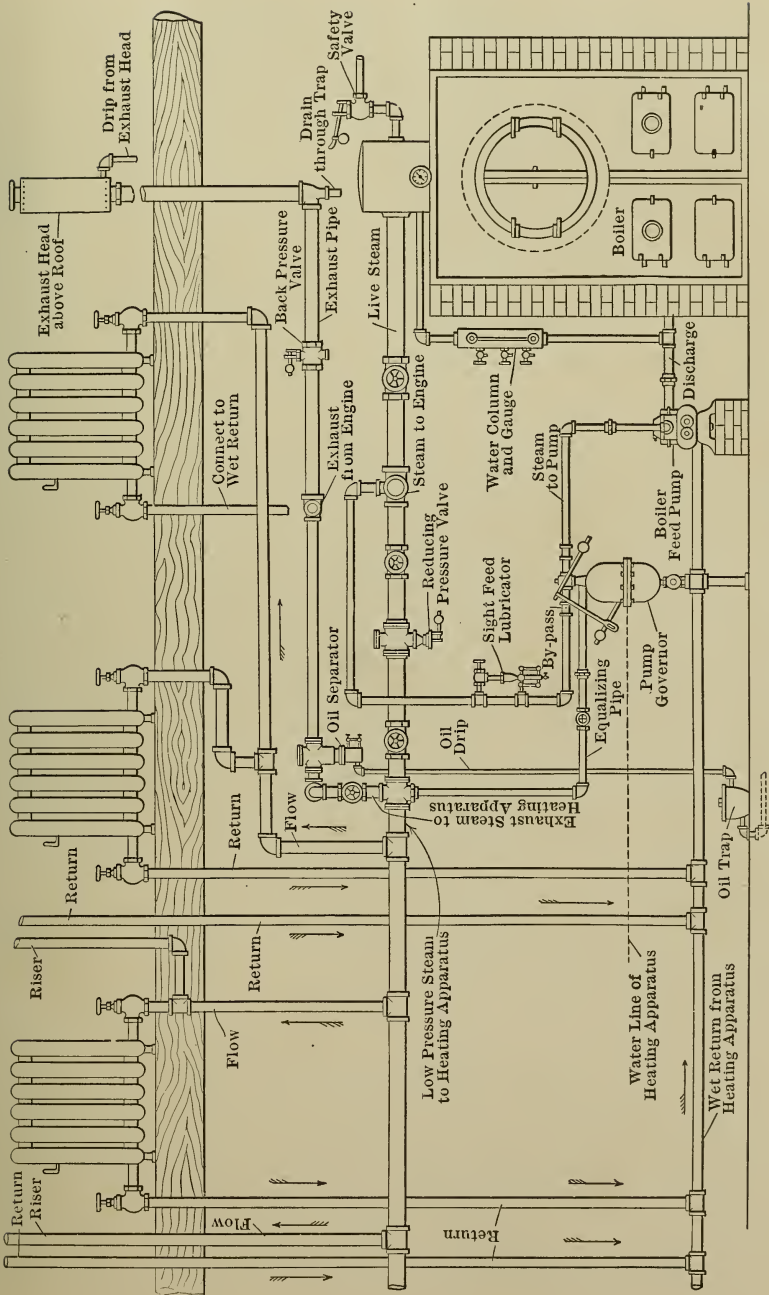 Exhaust Head
above Roof
Drip from
Exhaust Head
Safety
Valve
Drain
through Trap
Back Pressure
Valve
Exhaust Pipe
Live Steam
Boiler
Connect to
Wet Return
Exhaust
from Engine
Steam to Engine
Water Column
and Gauge
Discharge
Steam
to Pump
Boiler
Feed Pump
Reducing
Pressure Valve
Sight Feed
Lubricator
By-pass
Pump
Governor
Oil Separator
Oil
Drip
Equalizing
Pipe
Exhaust Steam to
Heating Apparatus
Flow
Return
Oil Trap
Return
Return
Riser
Flow
Low Pressure Steam
to Heating Apparatus
Water Line of
Heating Apparatus
Wet Return from
Heating Apparatus
Return
Riser
Flow
Return